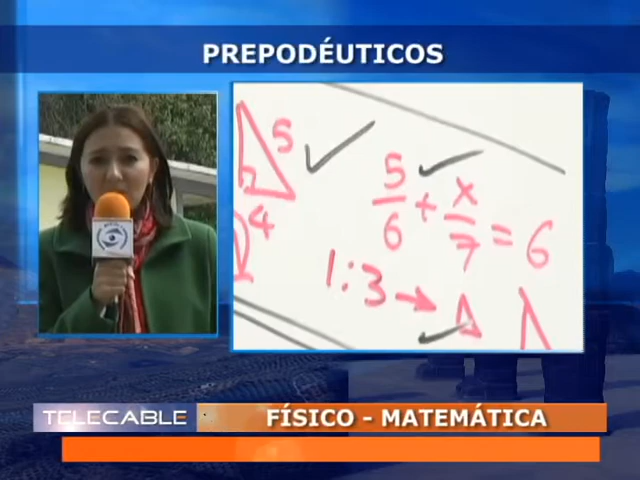 PREPODÉUTICOS
5
4
5/6 + x/7 = 6
1:3 →
TELECABLE
FÍSICO - MATEMÁTICA